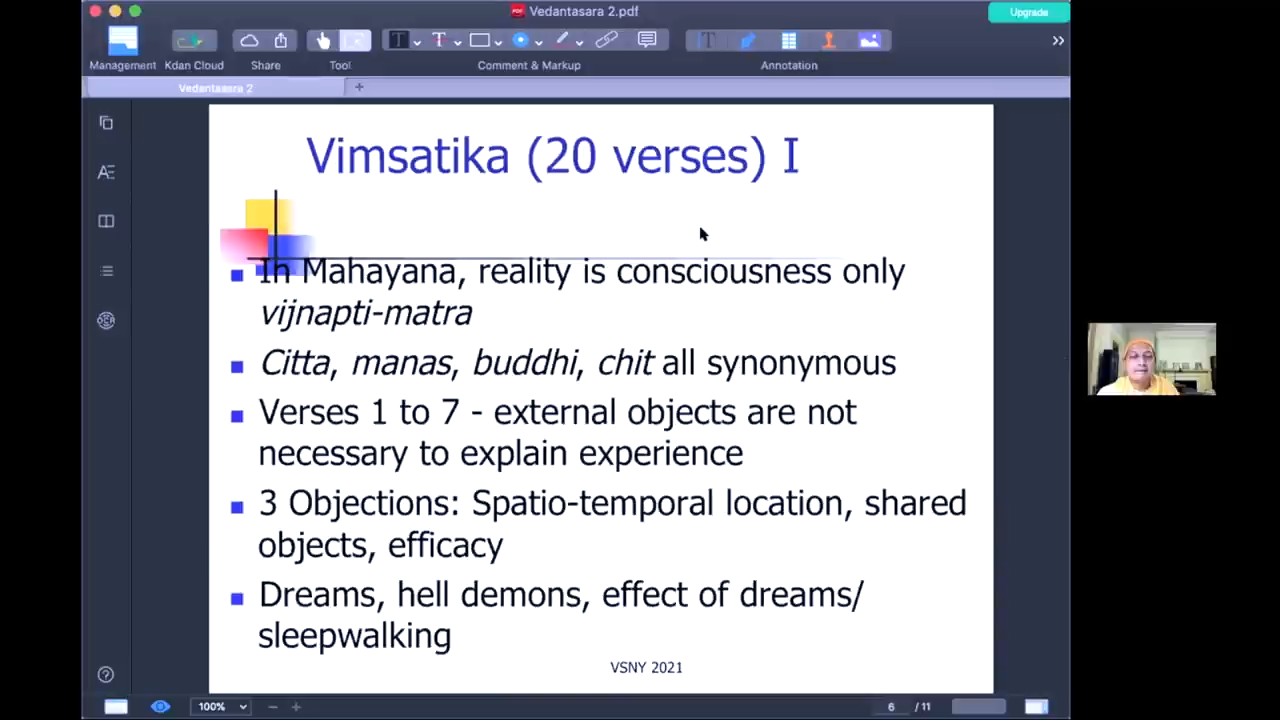 Vedantasara 2.pdf
Upgrade
Management
Kdan Cloud
Share
Tool
Comment & Markup
Annotation
Vedantasara 2
Vimsatika (20 verses) I
In Mahayana, reality is consciousness only
vijnapti-matra
Citta, manas, buddhi, chit all synonymous
Verses 1 to 7 - external objects are not
necessary to explain experience
3 Objections: Spatio-temporal location, shared
objects, efficacy
Dreams, hell demons, effect of dreams/
sleepwalking
VSNY 2021
100%
6 / 11